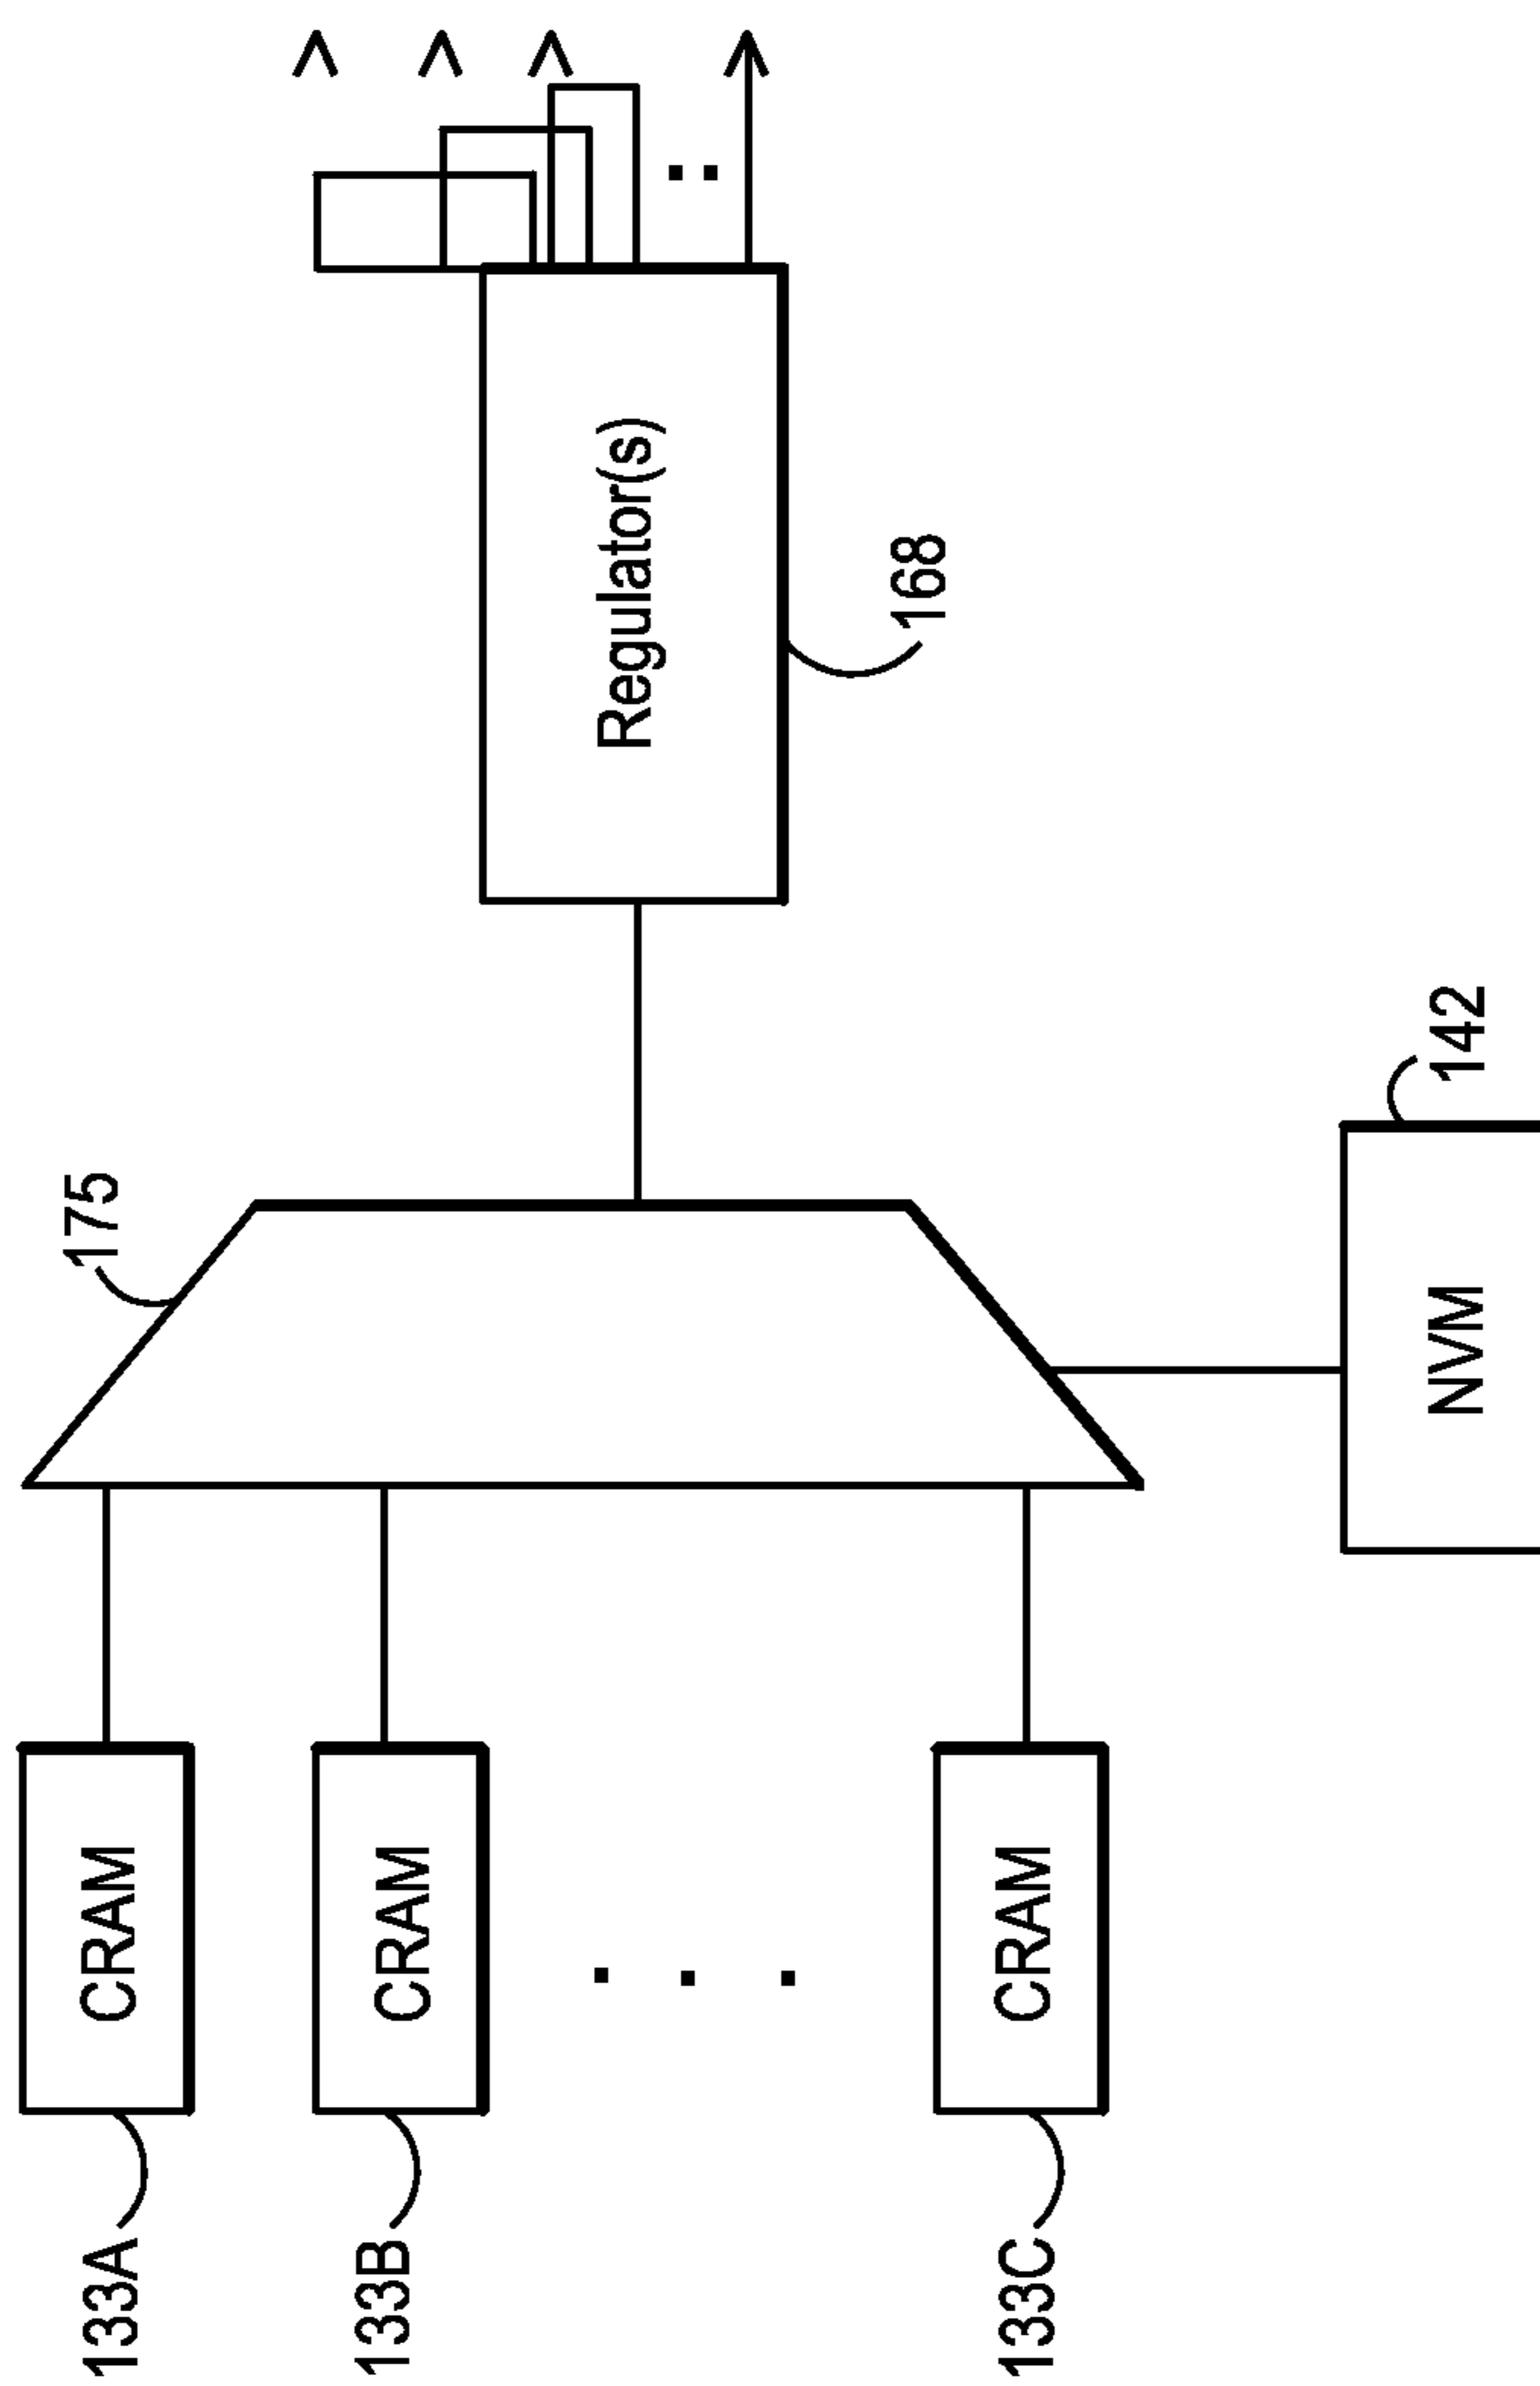 133A
CRAM
133B
CRAM
133C
CRAM
175
NVM
142
Regulator(s)
168